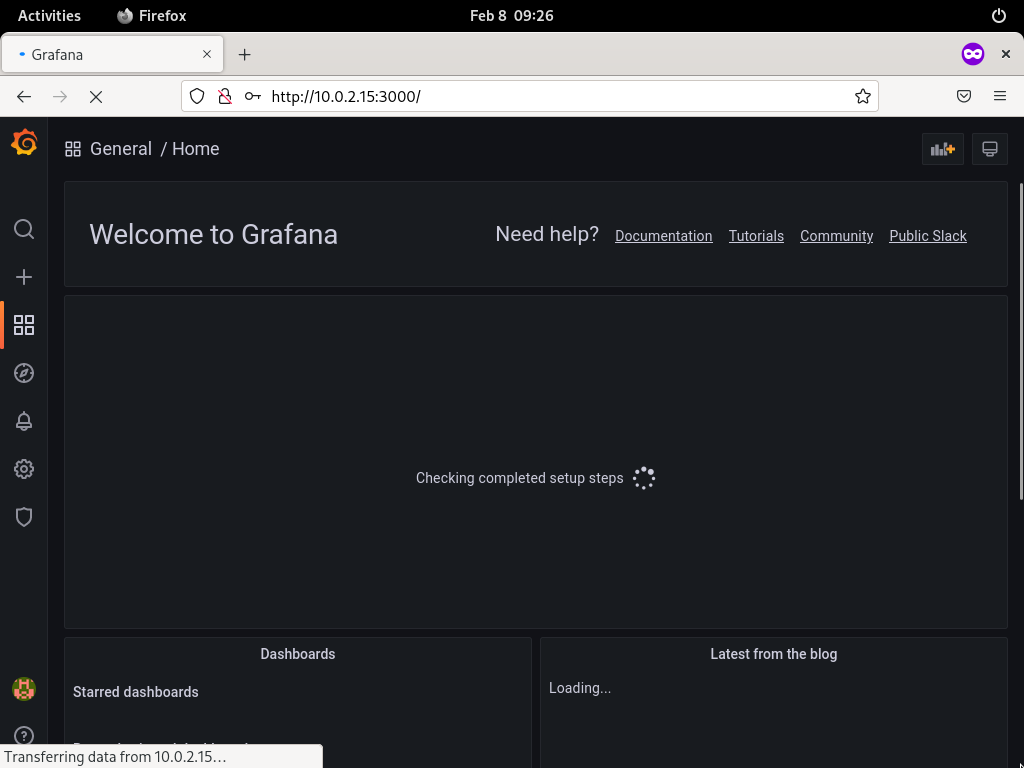 Activities Firefox Feb 8 09:26
Grafana
http://10.0.2.15:3000/
General / Home
Welcome to Grafana
Need help? Documentation Tutorials Community Public Slack
Checking completed setup steps
Dashboards
Starred dashboards
Latest from the blog
Loading...
Transferring data from 10.0.2.15…